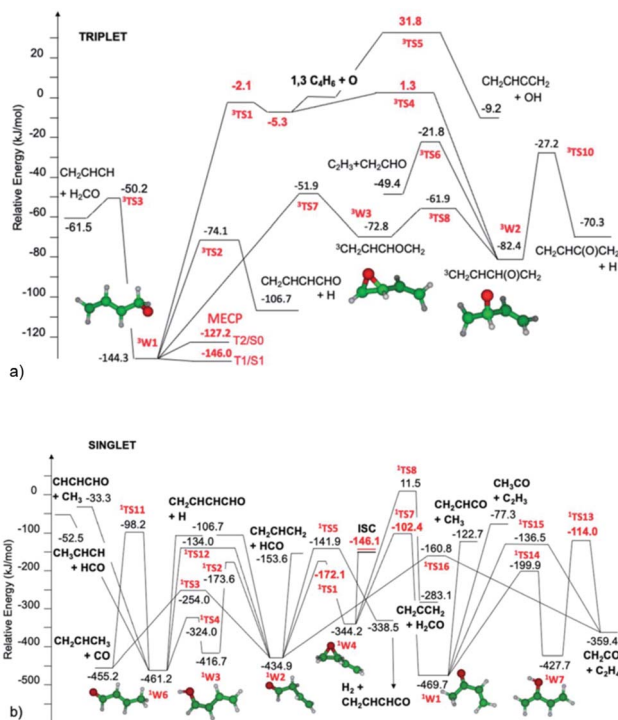 TRIPLET
Relative Energy (kJ/mol)
20
0
-20
-40
-60
-80
-100
-120
31.8
³TS5
-2.1
³TS1
1,3 C₄H₆ + O
-5.3
1.3
³TS4
CH₂CHCCH₂
+ OH
-9.2
-21.8
³TS6
C₂H₃+CH₂CHO
-49.4
-27.2
³TS10
CH₂CHCH
+ H₂CO
-61.5
-50.2
³TS3
-51.9
³TS7
³W3
-72.8
³CH₂CHCHOCH₂
-61.9
³TS8
³W2
-82.4
³CH₂CHCH(O)CH₂
-70.3
CH₂CHC(O)CH₂
+ H
-74.1
³TS2
CH₂CHCHCHO
+ H
-106.7
³W1
-144.3
MECP
-127.2 T2/S0
-146.0 T1/S1
a)
SINGLET
Relative Energy (kJ/mol)
0
-100
-200
-300
-400
-500
CHCHCHO
+ CH₃ -33.3
-52.5
CH₃CHCH
+ HCO
¹TS11
-98.2
CH₂CHCHCHO
+ H
-106.7
-134.0
¹TS12
¹TS2
-173.6
¹TS3
-254.0
¹TS4
-324.0
-416.7
¹W3
CH₂CHCH₃
+ CO
-455.2
-461.2
¹W6
CH₂CHCH₂
+ HCO
-153.6
-434.9
¹W2
¹TS5
-141.9
-172.1
¹TS1
ISC
-146.1
-344.2
¹W4
-338.5
H₂ +
CH₂CHCHCO
¹TS8
11.5
¹TS7
-102.4
CH₂CCH₂
+ H₂CO
-283.1
-469.7
¹W1
CH₂CHCO
+ CH₃
-122.7
-160.8
¹TS16
CH₃CO
+ C₂H₃
-77.3
¹TS15
-136.5
¹TS14
-199.9
¹TS13
-114.0
-427.7
¹W7
-359.4
CH₂CO
+ C₂H₄
b)